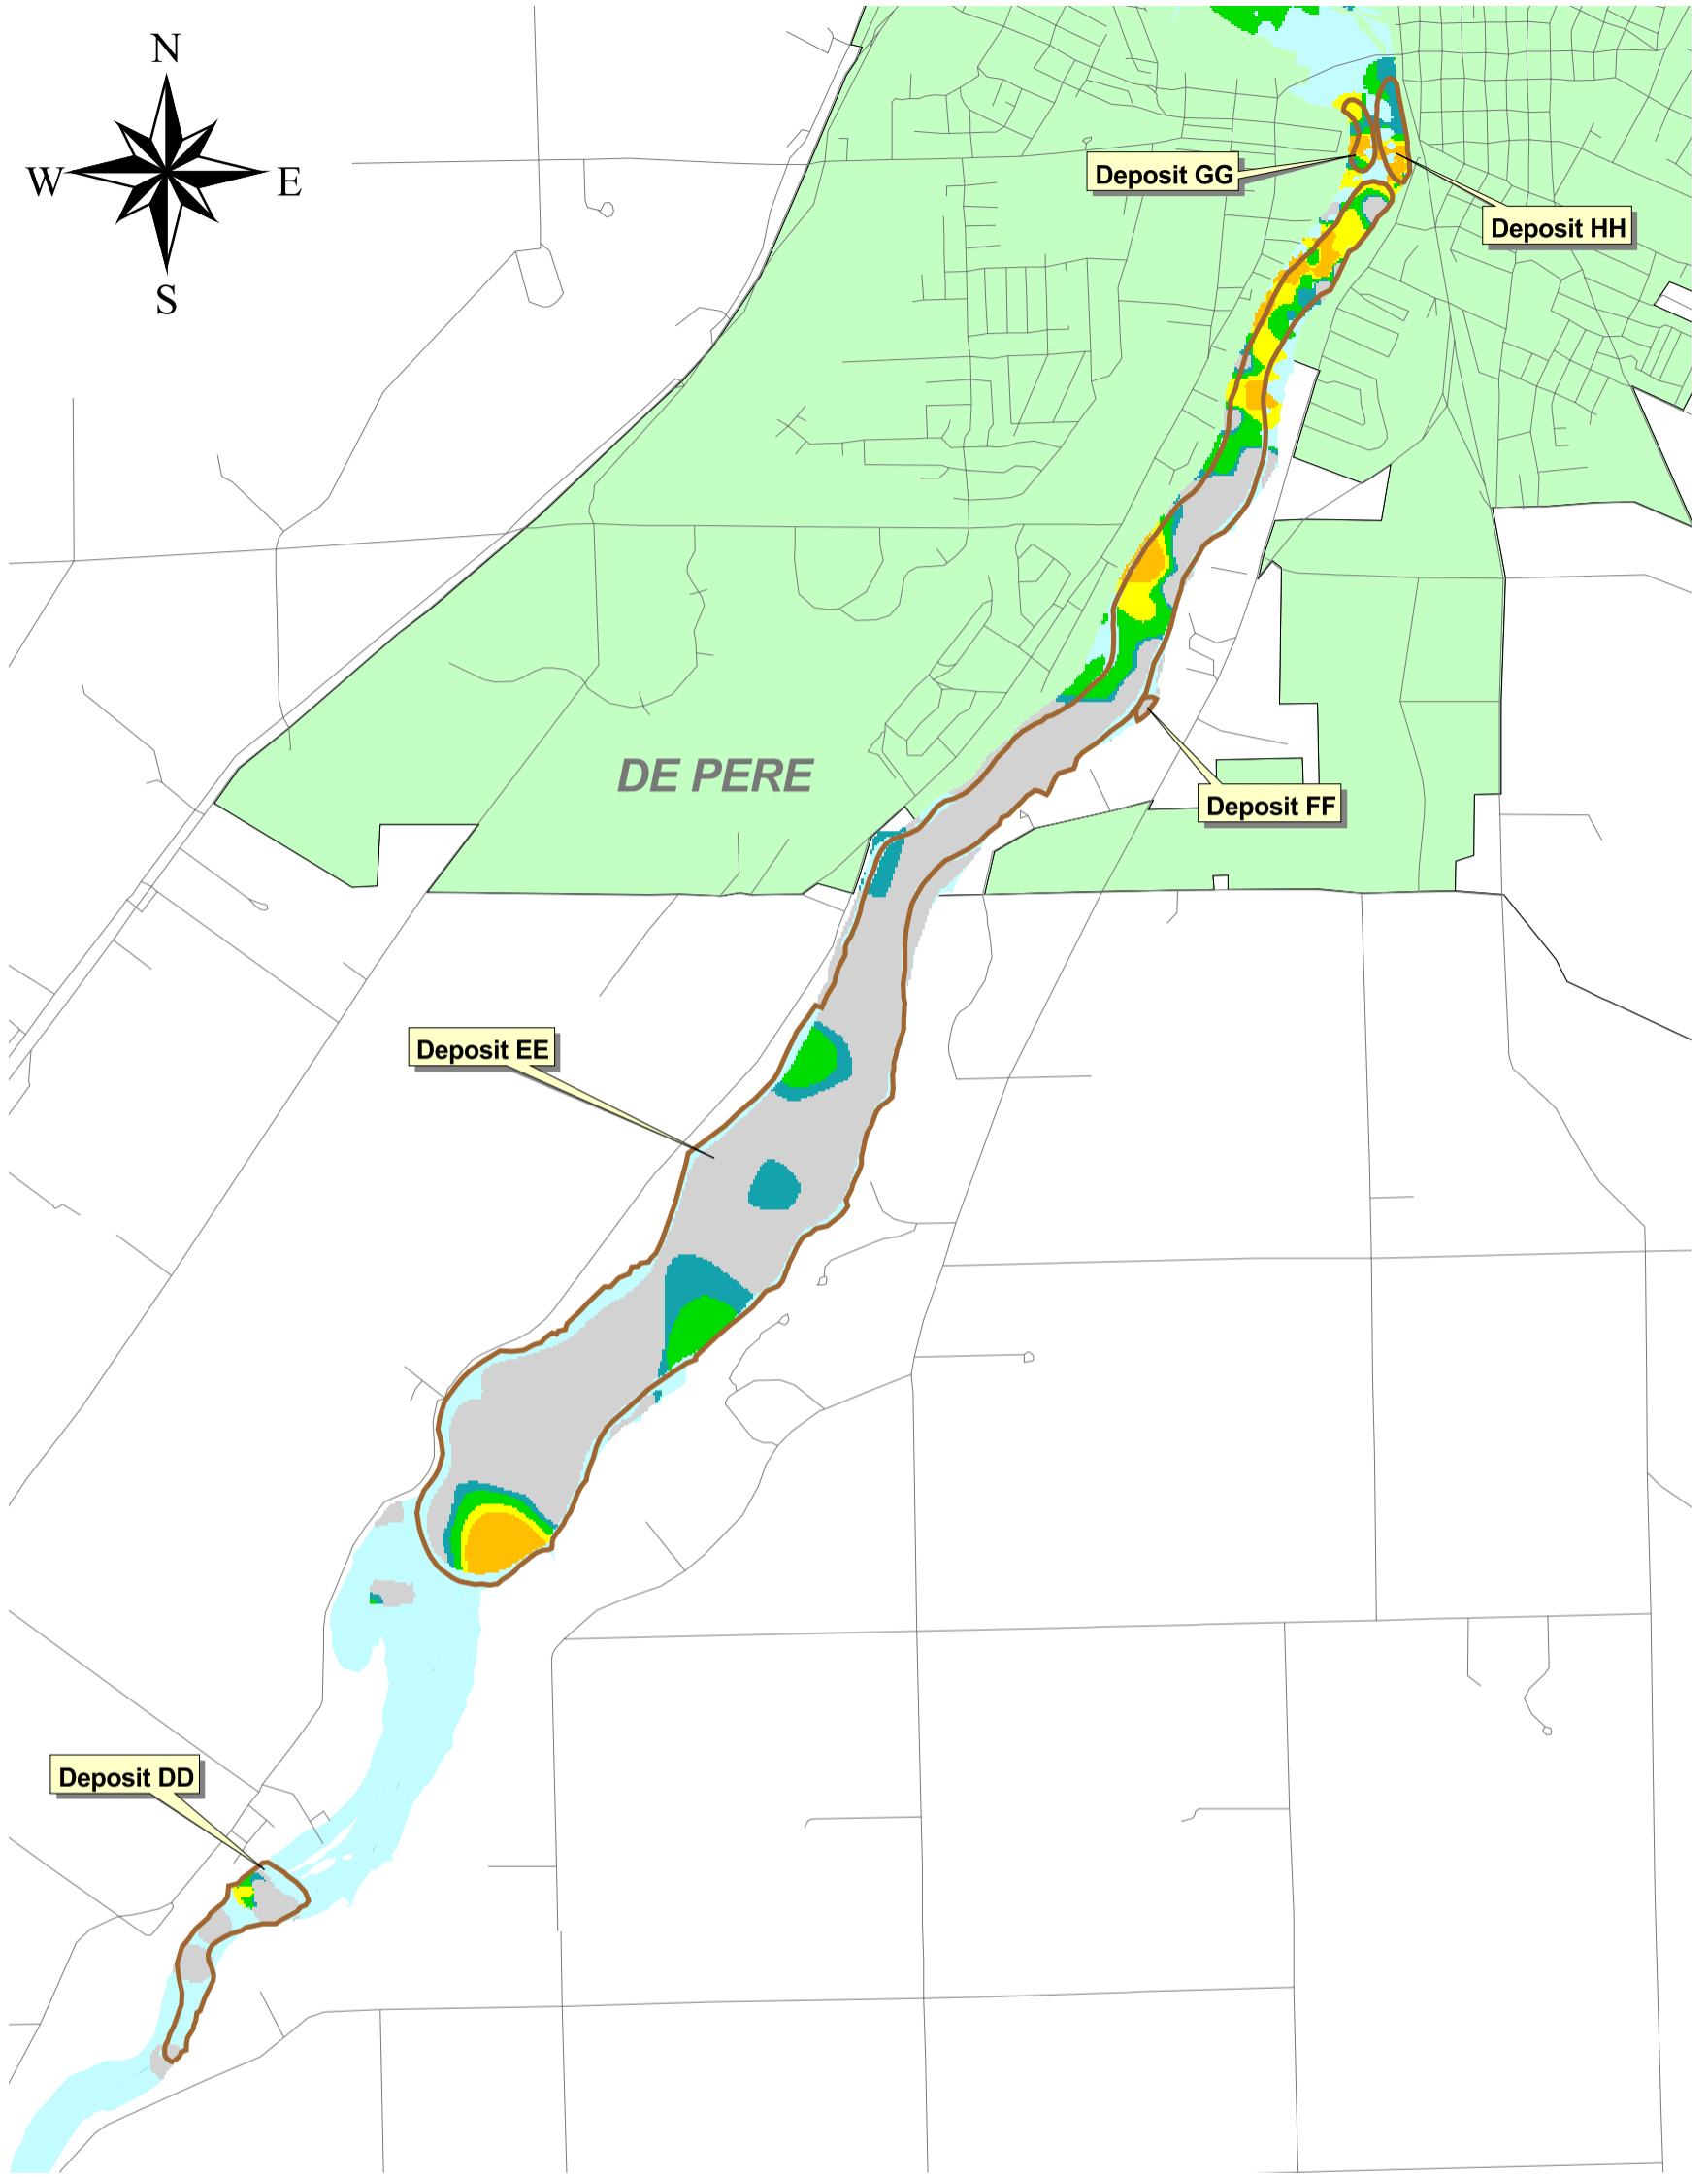 N
W
E
S
Deposit GG
Deposit HH
DE PERE
Deposit FF
Deposit EE
Deposit DD